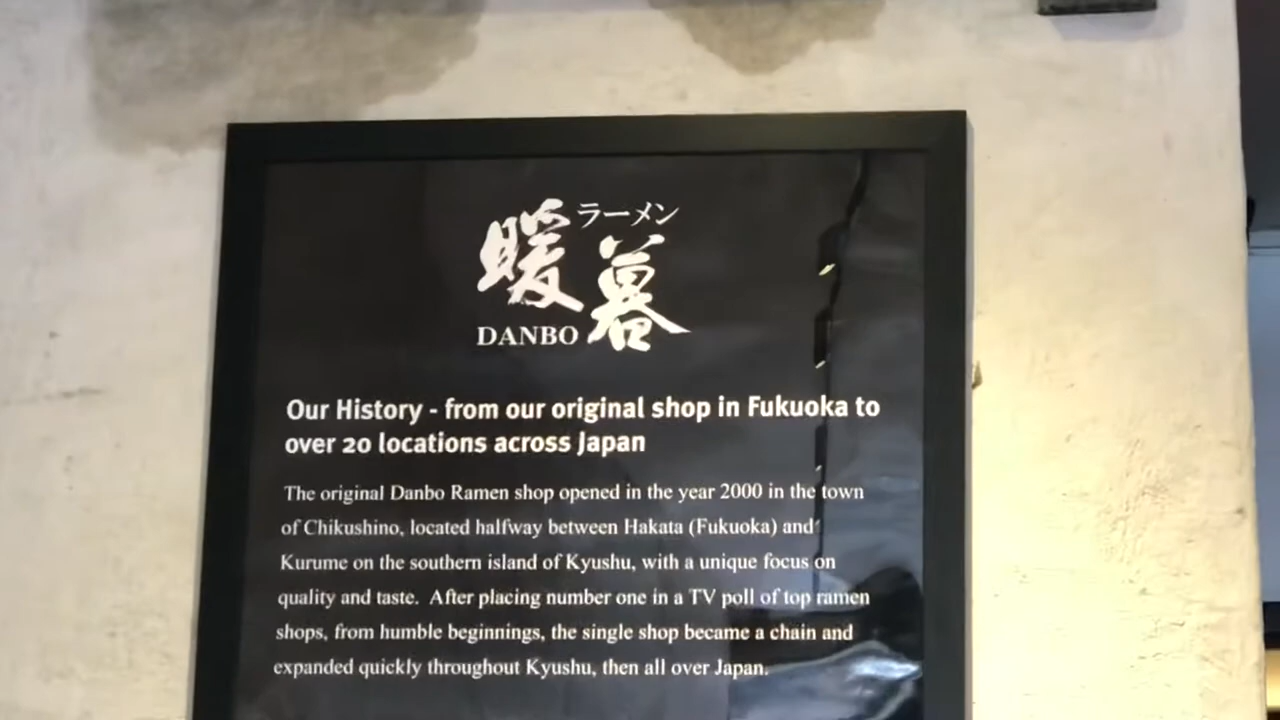 ラーメン
暖暮
DANBO
Our History - from our original shop in Fukuoka to
over 20 locations across Japan
The original Danbo Ramen shop opened in the year 2000 in the town
of Chikushino, located halfway between Hakata (Fukuoka) and
Kurume on the southern island of Kyushu, with a unique focus on
quality and taste. After placing number one in a TV poll of top ramen
shops, from humble beginnings, the single shop became a chain and
expanded quickly throughout Kyushu, then all over Japan.